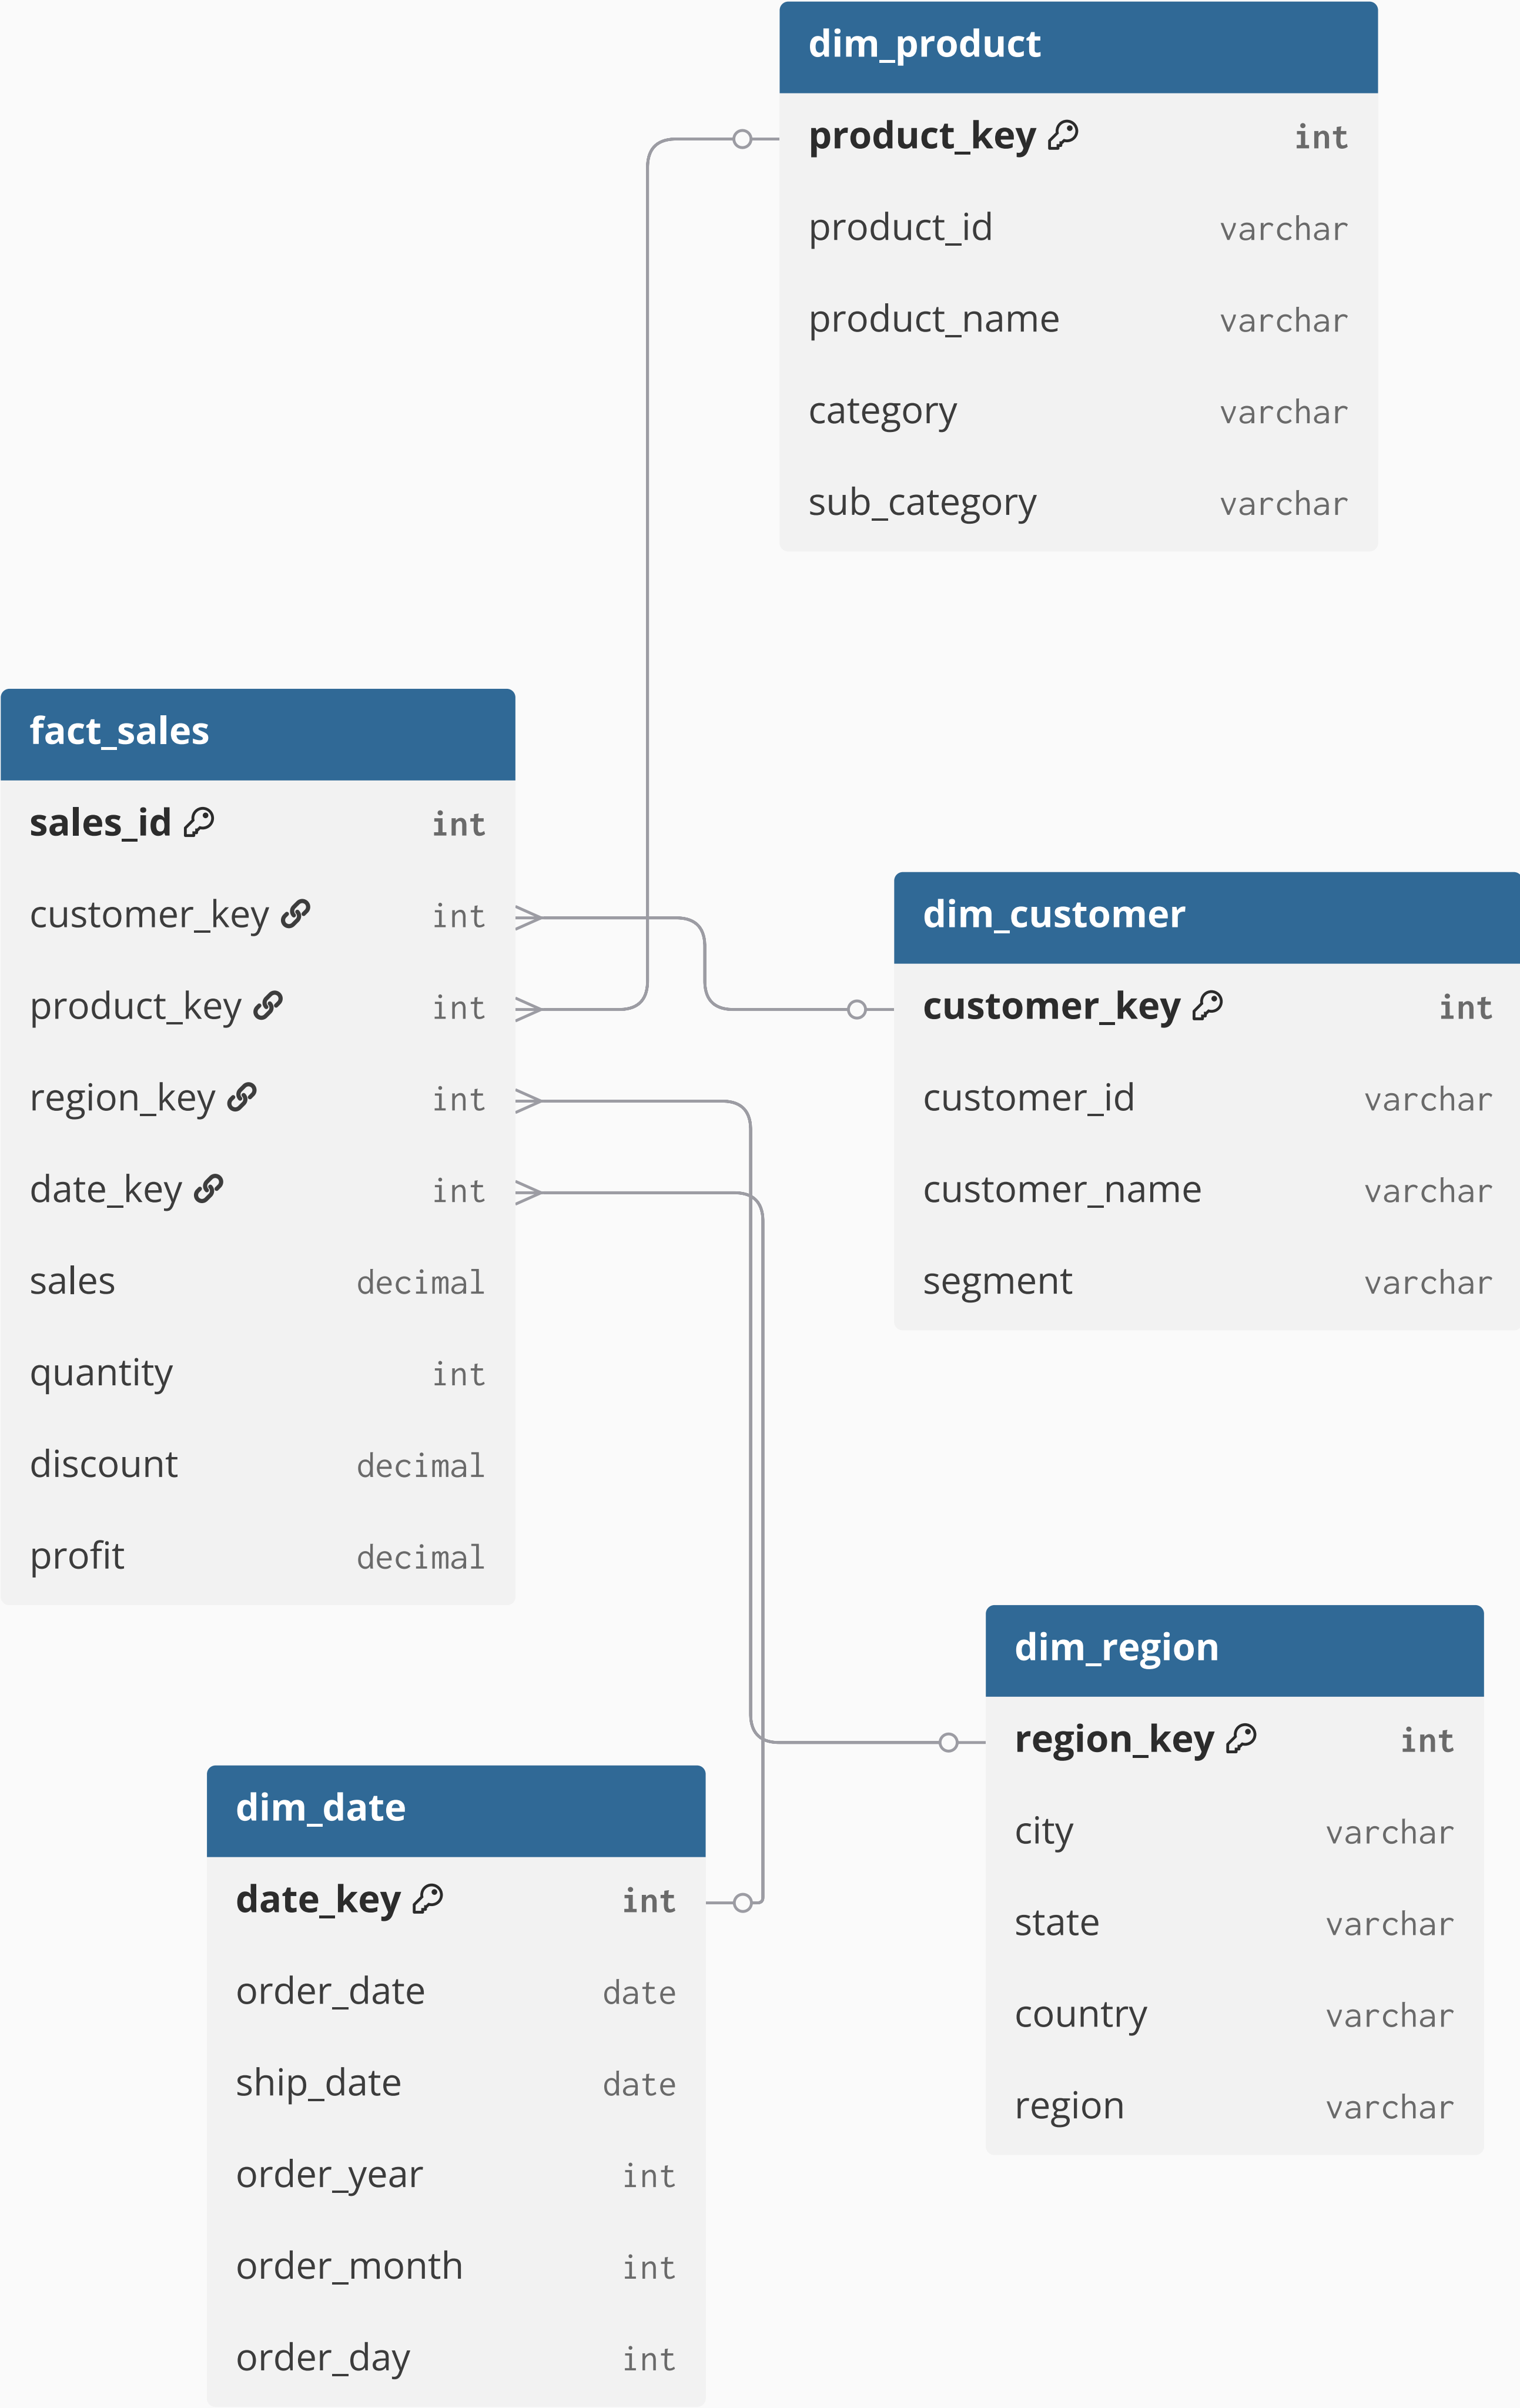 dim_product
product_key int
product_id varchar
product_name varchar
category varchar
sub_category varchar
fact_sales
sales_id int
customer_key int
product_key int
region_key int
date_key int
sales decimal
quantity int
discount decimal
profit decimal
dim_customer
customer_key int
customer_id varchar
customer_name varchar
segment varchar
dim_region
region_key int
city varchar
state varchar
country varchar
region varchar
dim_date
date_key int
order_date date
ship_date date
order_year int
order_month int
order_day int